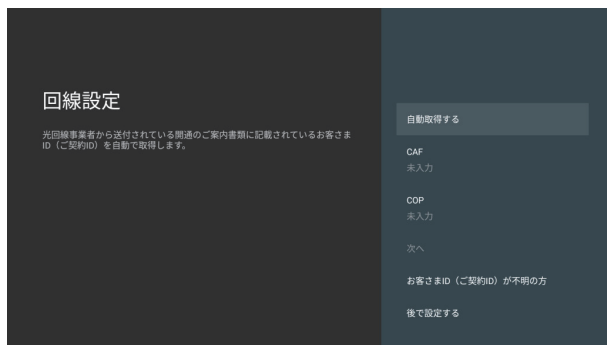 回線設定
光回線事業者から送付されている開通のご案内書類に記載されているお客さま
ID（ご契約ID）を自動で取得します。
自動取得する
CAF
未入力
COP
未入力
次へ
お客さまID（ご契約ID）が不明の方
後で設定する